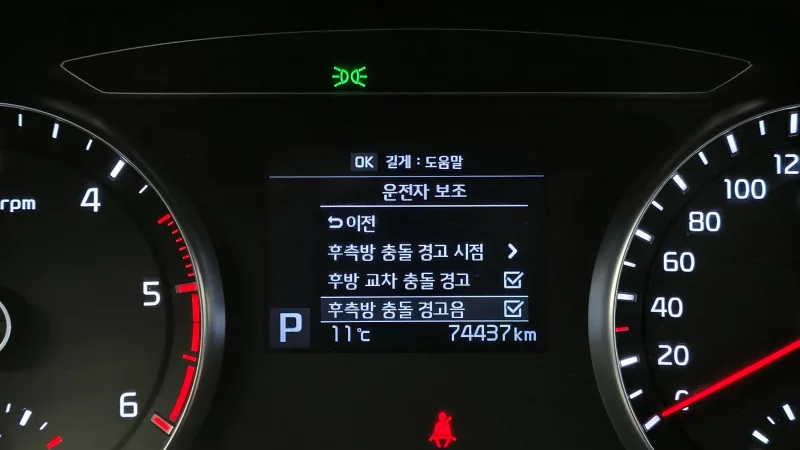 OK 길게 : 도움말
운전자 보조
이전
후측방 충돌 경고 시점
후방 교차 충돌 경고
후측방 충돌 경고음
P 11℃ 74437km
rpm
4
5
6
0
20
40
60
80
100